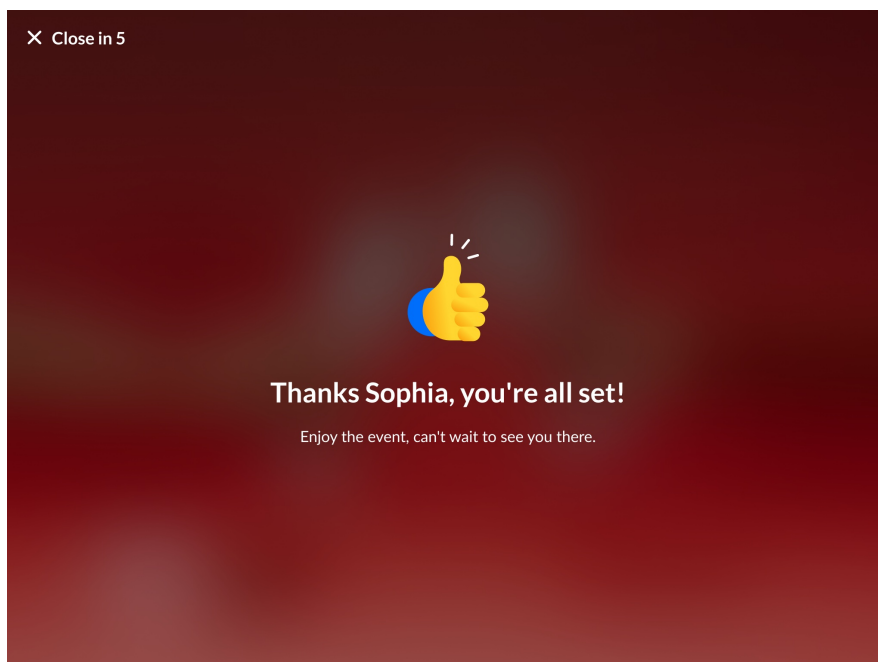 Close in 5
Thanks Sophia, you're all set!
Enjoy the event, can't wait to see you there.